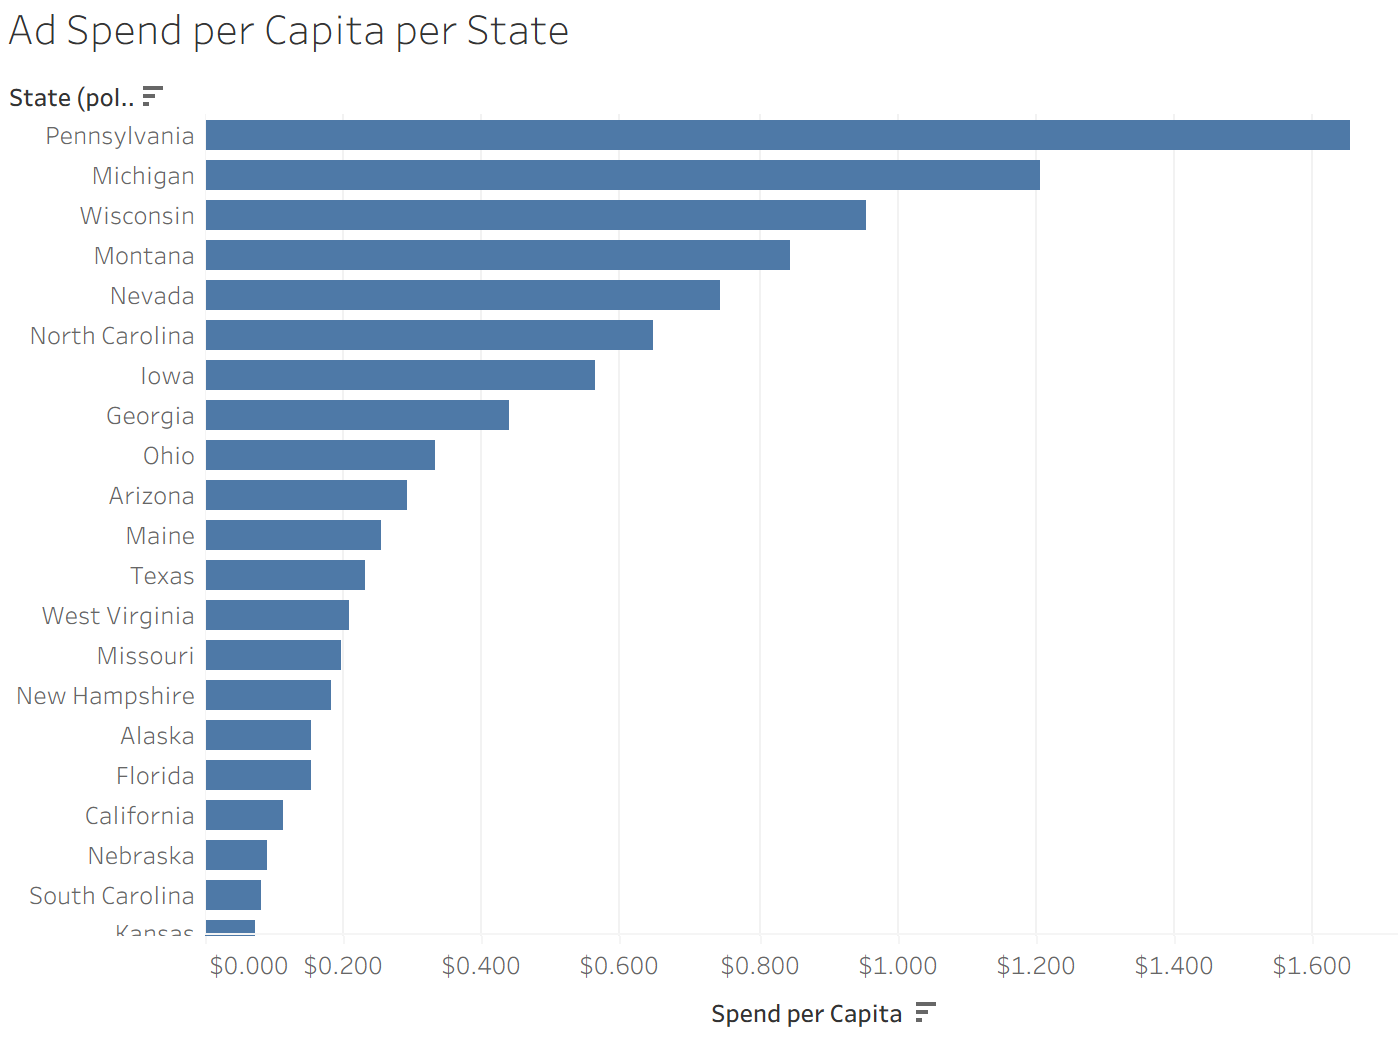 Ad Spend per Capita per State
State (pol..
Pennsylvania
Michigan
Wisconsin
Montana
Nevada
North Carolina
Iowa
Georgia
Ohio
Arizona
Maine
Texas
West Virginia
Missouri
New Hampshire
Alaska
Florida
California
Nebraska
South Carolina
Kansas
$0.000 $0.200 $0.400 $0.600 $0.800 $1.000 $1.200 $1.400 $1.600
Spend per Capita